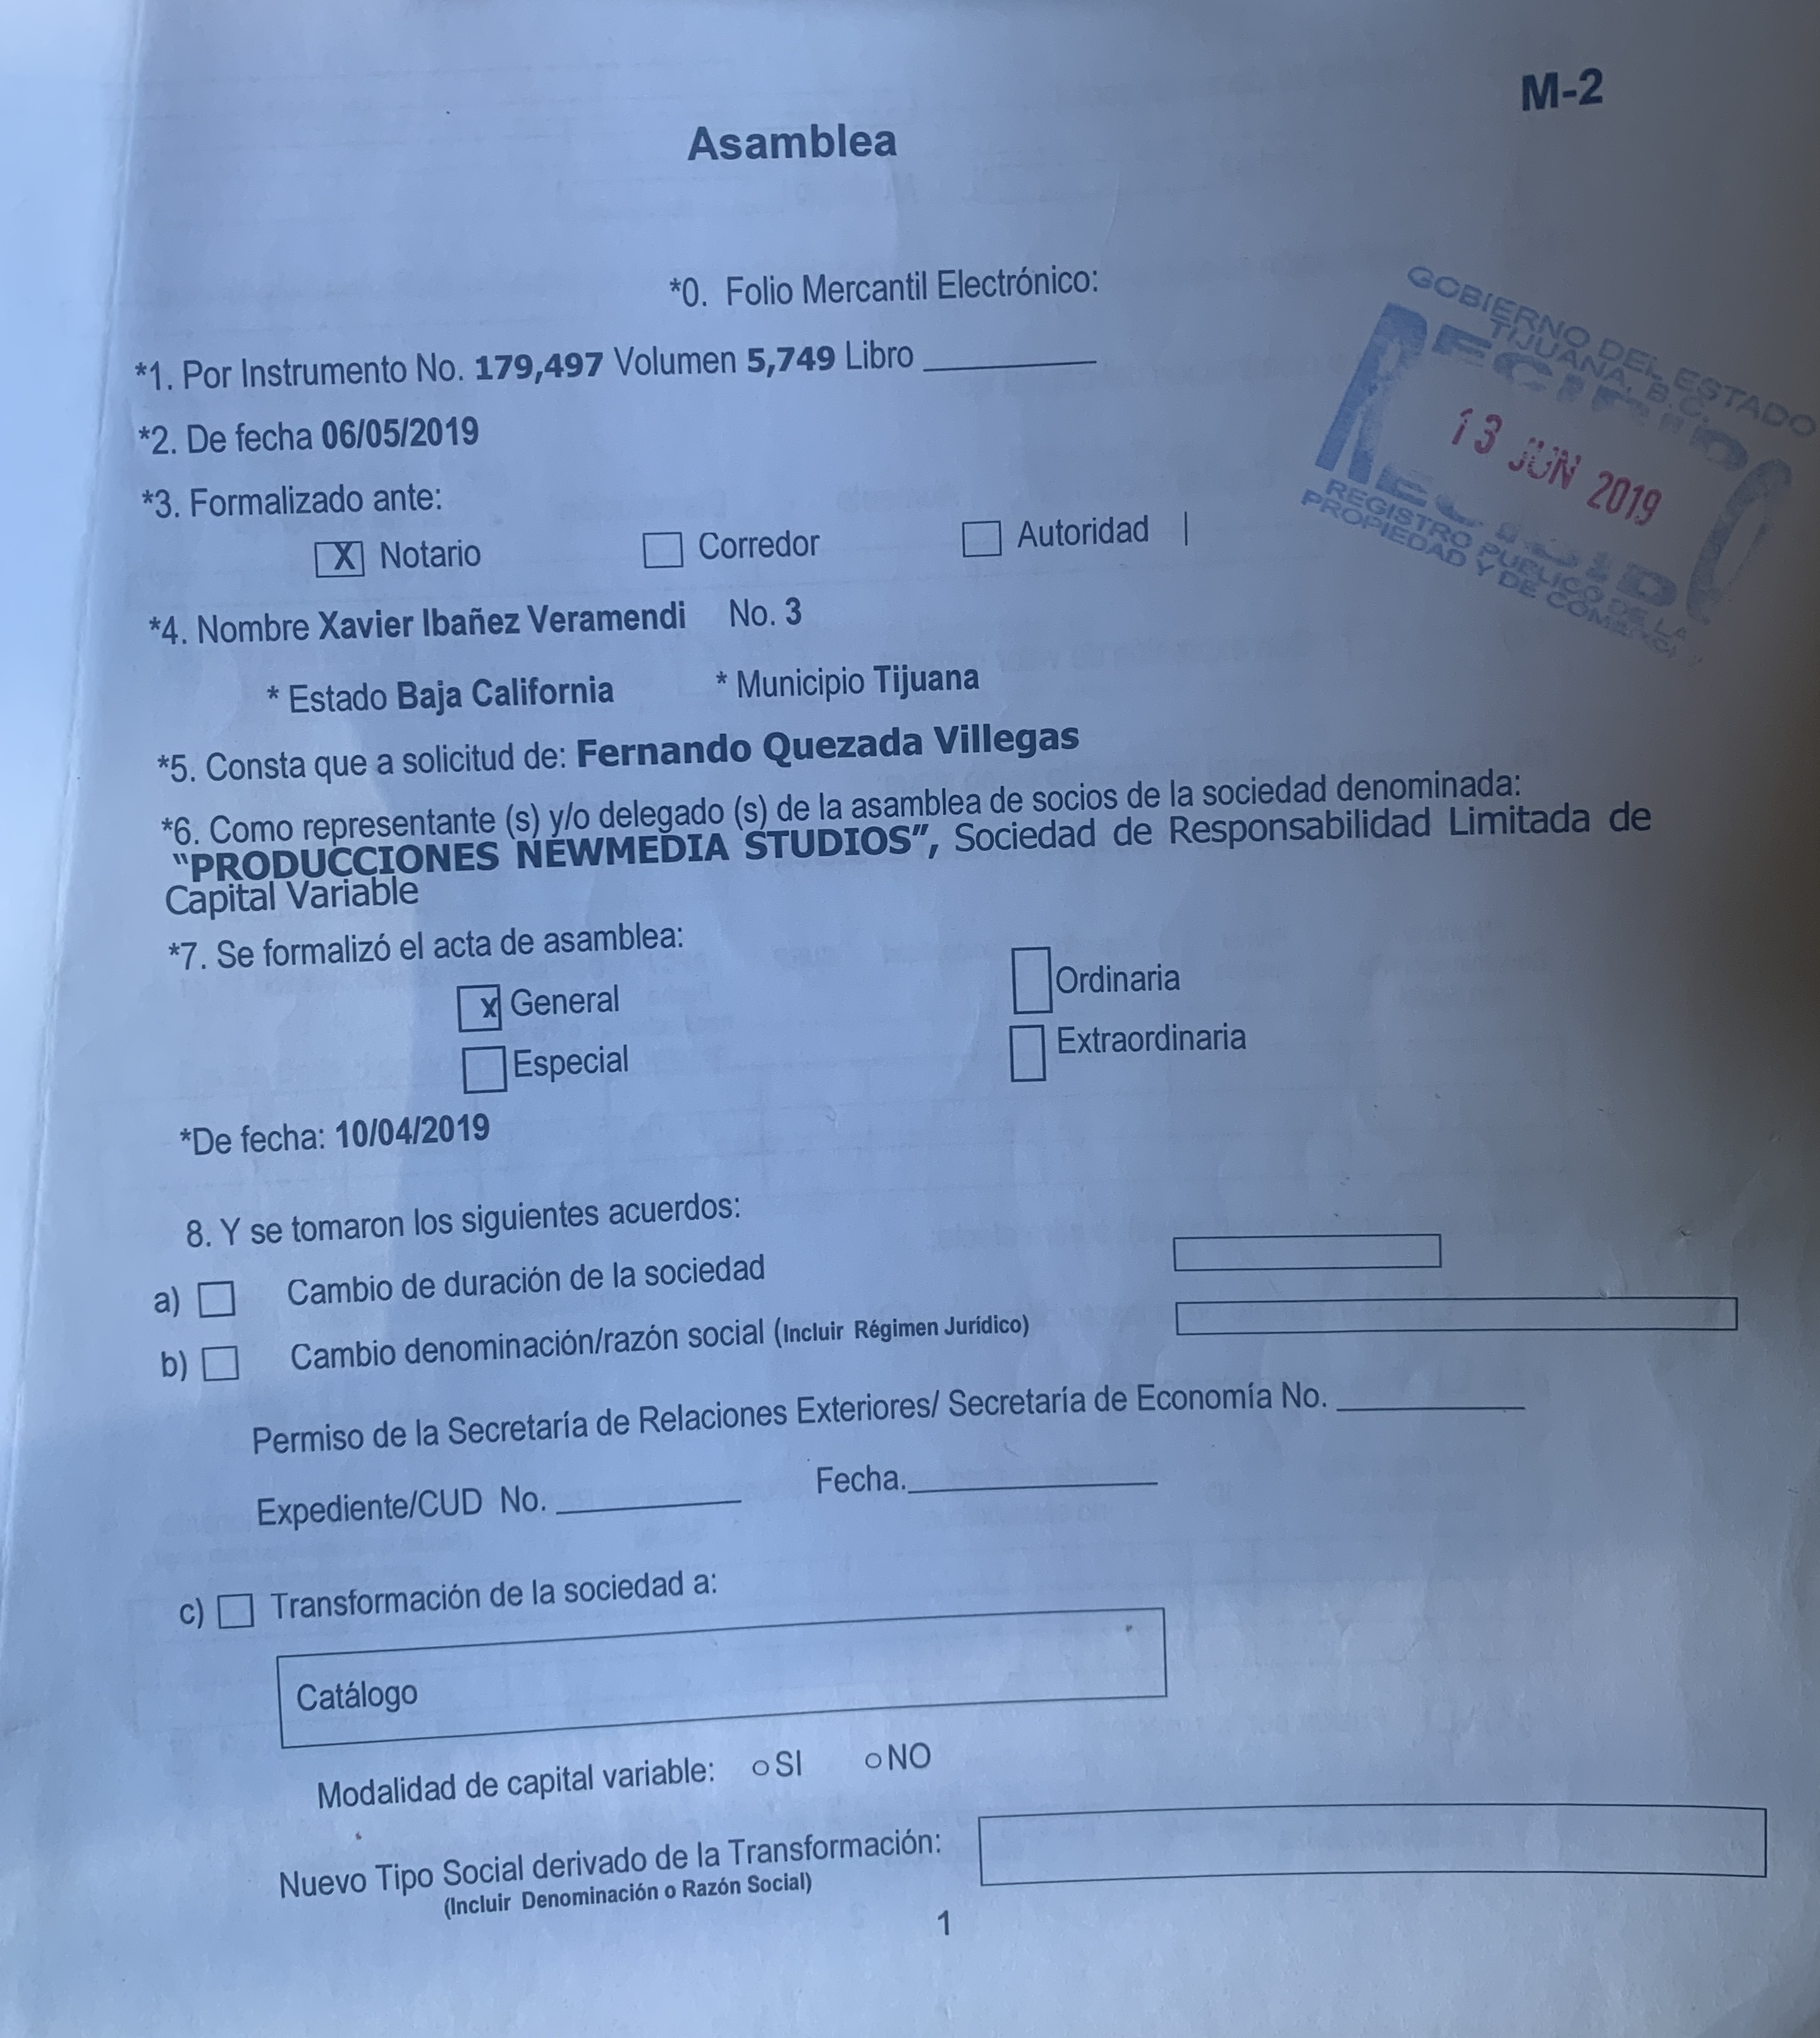 M-2
Asamblea
*0. Folio Mercantil Electrónico:
*1. Por Instrumento No. 179,497 Volumen 5,749 Libro
*2. De fecha 06/05/2019
*3. Formalizado ante:
X Notario Corredor Autoridad |
*4. Nombre Xavier Ibañez Veramendi No. 3
* Estado Baja California * Municipio Tijuana
*5. Consta que a solicitud de: Fernando Quezada Villegas
*6. Como representante (s) y/o delegado (s) de la asamblea de socios de la sociedad denominada:
"PRODUCCIONES NEWMEDIA STUDIOS", Sociedad de Responsabilidad Limitada de
Capital Variable
*7. Se formalizó el acta de asamblea:
x General Ordinaria
Especial Extraordinaria
*De fecha: 10/04/2019
8. Y se tomaron los siguientes acuerdos:
a) Cambio de duración de la sociedad
b) Cambio denominación/razón social (Incluir Régimen Jurídico)
Permiso de la Secretaría de Relaciones Exteriores/ Secretaría de Economía No.
Expediente/CUD No. Fecha.
c) Transformación de la sociedad a:
Catálogo
Modalidad de capital variable: SI NO
Nuevo Tipo Social derivado de la Transformación:
(Incluir Denominación o Razón Social)
1
GOBIERNO DEL ESTADO
TIJUANA, B.C.
RECIBIDO
13 JUN 2019
REGISTRO PUBLICO DE LA
PROPIEDAD Y DE COMERCIO